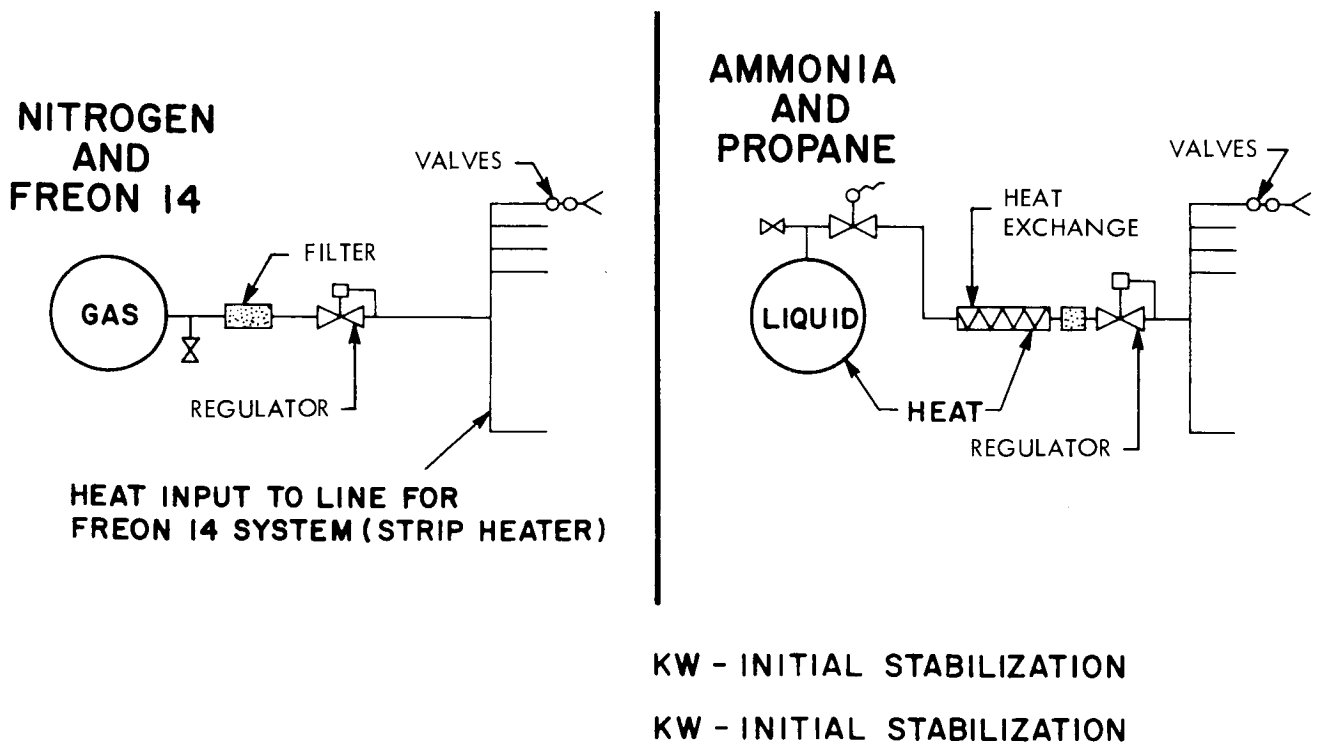 NITROGEN
AND
FREON 14
VALVES
FILTER
GAS
REGULATOR
HEAT INPUT TO LINE FOR
FREON 14 SYSTEM (STRIP HEATER)
AMMONIA
AND
PROPANE
VALVES
HEAT
EXCHANGE
LIQUID
HEAT
REGULATOR
KW - INITIAL STABILIZATION
KW - INITIAL STABILIZATION